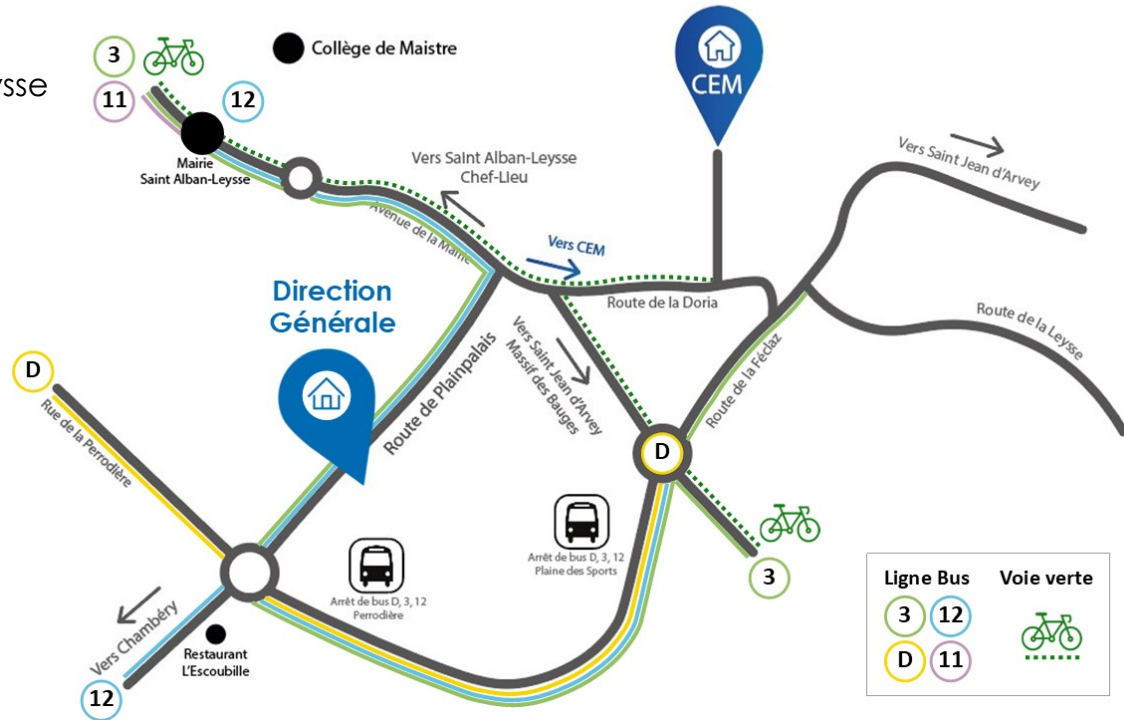 ysse
3
11
12
Collège de Maistre
Mairie
Saint Alban-Leysse
Avenue de la Mairie
Vers Saint Alban-Leysse
Chef-Lieu
CEM
Vers CEM
Route de la Doria
Vers Saint Jean d'Arvey
Route de la Leysse
Route de la Féclaz
Vers Saint Jean d'Arvey
Massif des Bauges
Direction
Générale
Route de Plainpalais
D
Rue de la Perrodière
D
Arrêt de bus D, 3, 12
Plaine des Sports
Arrêt de bus D, 3, 12
Perrodière
3
Vers Chambéry
12
Restaurant
L'Escoubille
Ligne Bus
Voie verte
3
12
D
11